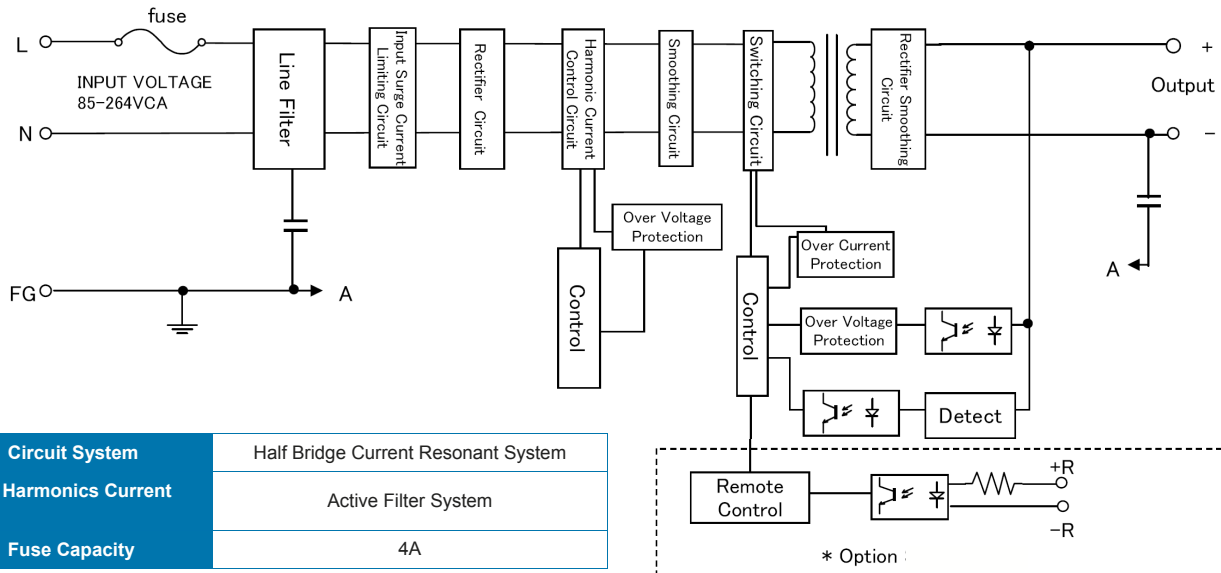 fuse
L
INPUT VOLTAGE
85-264VCA
N
Line Filter
Input Surge Current
Limiting Circuit
Rectifier Circuit
Harmonic Current
Control Circuit
Smoothing Circuit
Switching Circuit
Rectifier Smoothing
Circuit
+
Output
-
Over Voltage
Protection
Control
FG
A
Over Current
Protection
Control
Over Voltage
Protection
A
Detect
Circuit System
Half Bridge Current Resonant System
Harmonics Current
Active Filter System
Fuse Capacity
4A
Remote
Control
+R
-R
* Option :